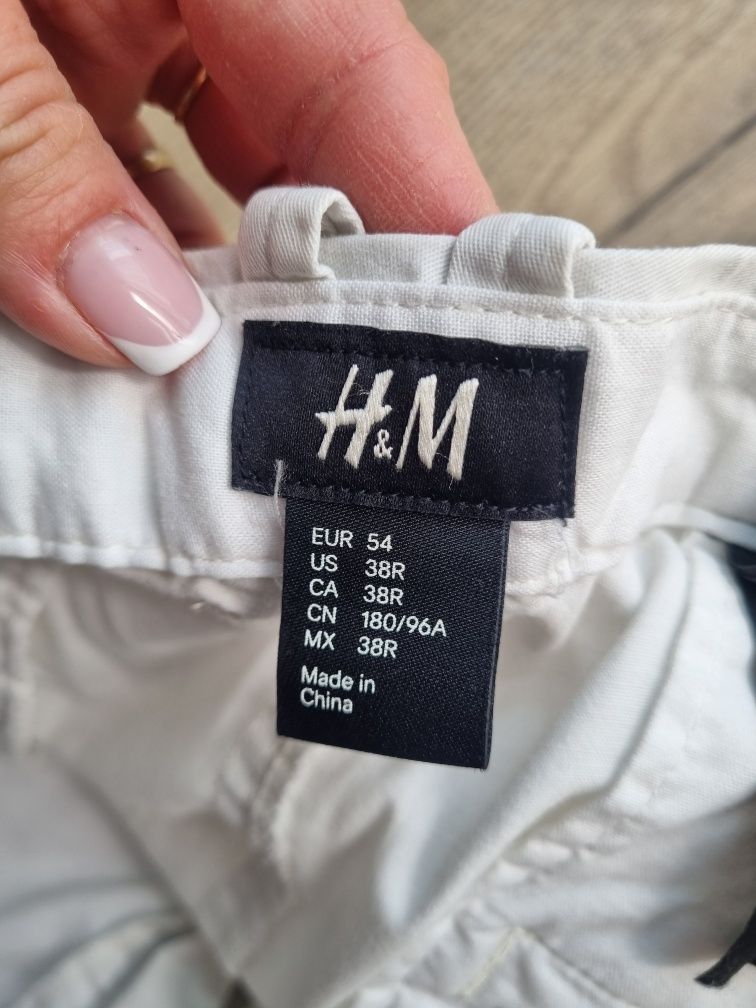 H&M
EUR 54
US 38R
CA 38R
CN 180/96A
MX 38R
Made in
China